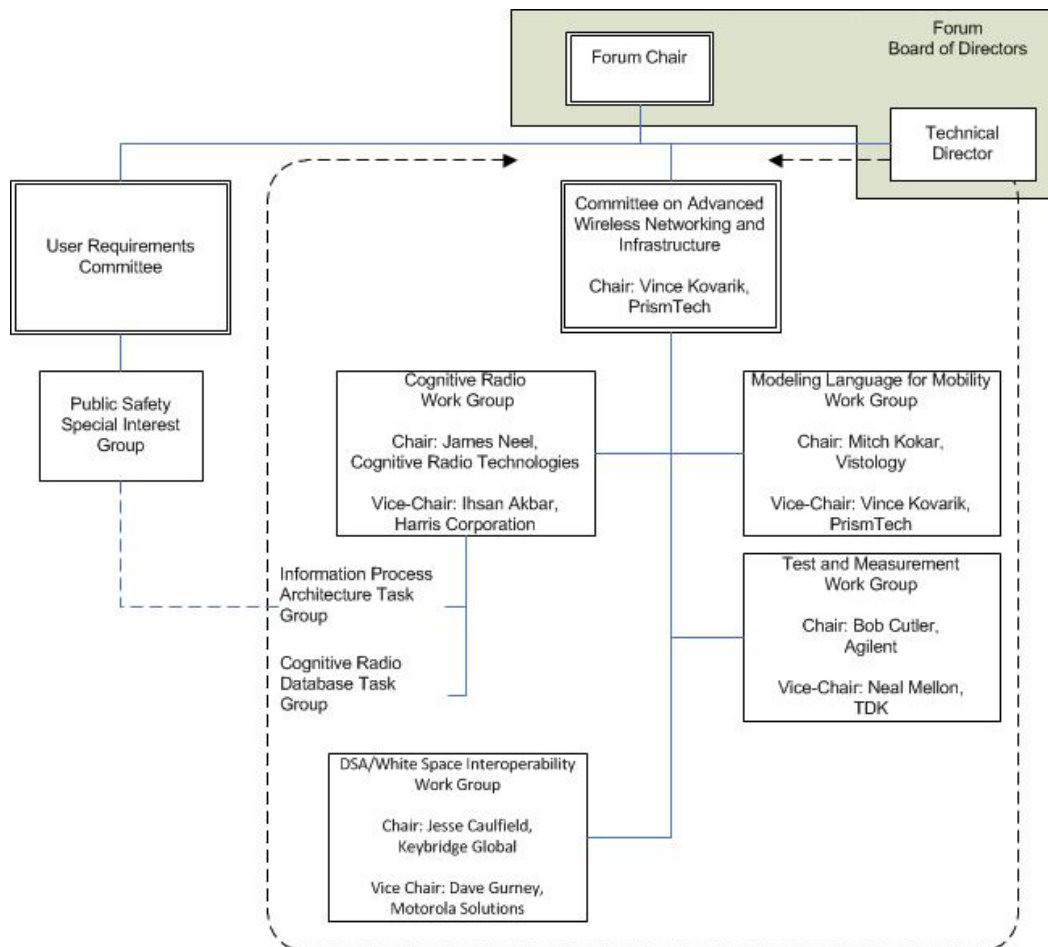 Forum
Board of Directors
Forum Chair
Technical
Director
User Requirements
Committee
Committee on Advanced
Wireless Networking and
Infrastructure
Chair: Vince Kovarik,
PrismTech
Public Safety
Special Interest
Group
Cognitive Radio
Work Group
Chair: James Neel,
Cognitive Radio Technologies
Vice-Chair: Ihsan Akbar,
Harris Corporation
Modeling Language for Mobility
Work Group
Chair: Mitch Kokar,
Vistology
Vice-Chair: Vince Kovarik,
PrismTech
Information Process
Architecture Task
Group
Cognitive Radio
Database Task
Group
Test and Measurement
Work Group
Chair: Bob Cutler,
Agilent
Vice-Chair: Neal Mellon,
TDK
DSA/White Space Interoperability
Work Group
Chair: Jesse Caulfield,
Keybridge Global
Vice Chair: Dave Gurney,
Motorola Solutions